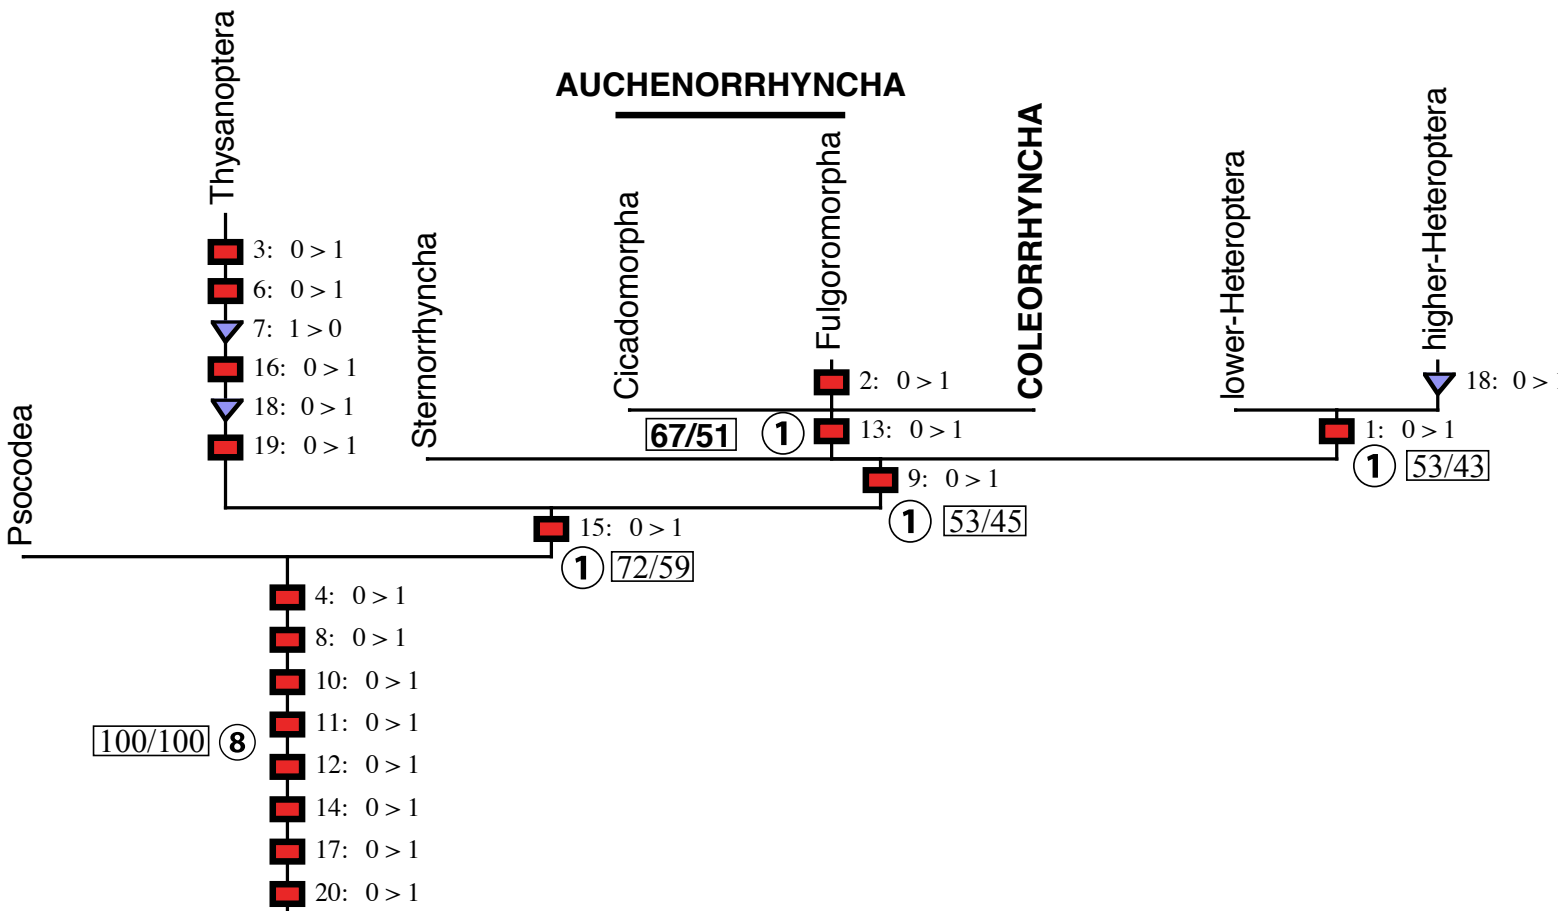 Thysanoptera
AUCHENORRHYNCHA
higher-Heteroptera
COLEORRHYNCHA
Fulgoromorpha
lower-Heteroptera
Cicadomorpha
Sternorrhyncha
Psocodea
3: 0 > 1
6: 0 > 1
7: 1 > 0
16: 0 > 1
18: 0 > 1
19: 0 > 1
2: 0 > 1
18: 0 >
67/51 1 13: 0 > 1
1: 0 > 1
1 53/43
9: 0 > 1
1 53/45
15: 0 > 1
1 72/59
4: 0 > 1
8: 0 > 1
10: 0 > 1
11: 0 > 1
100/100 8
12: 0 > 1
14: 0 > 1
17: 0 > 1
20: 0 > 1